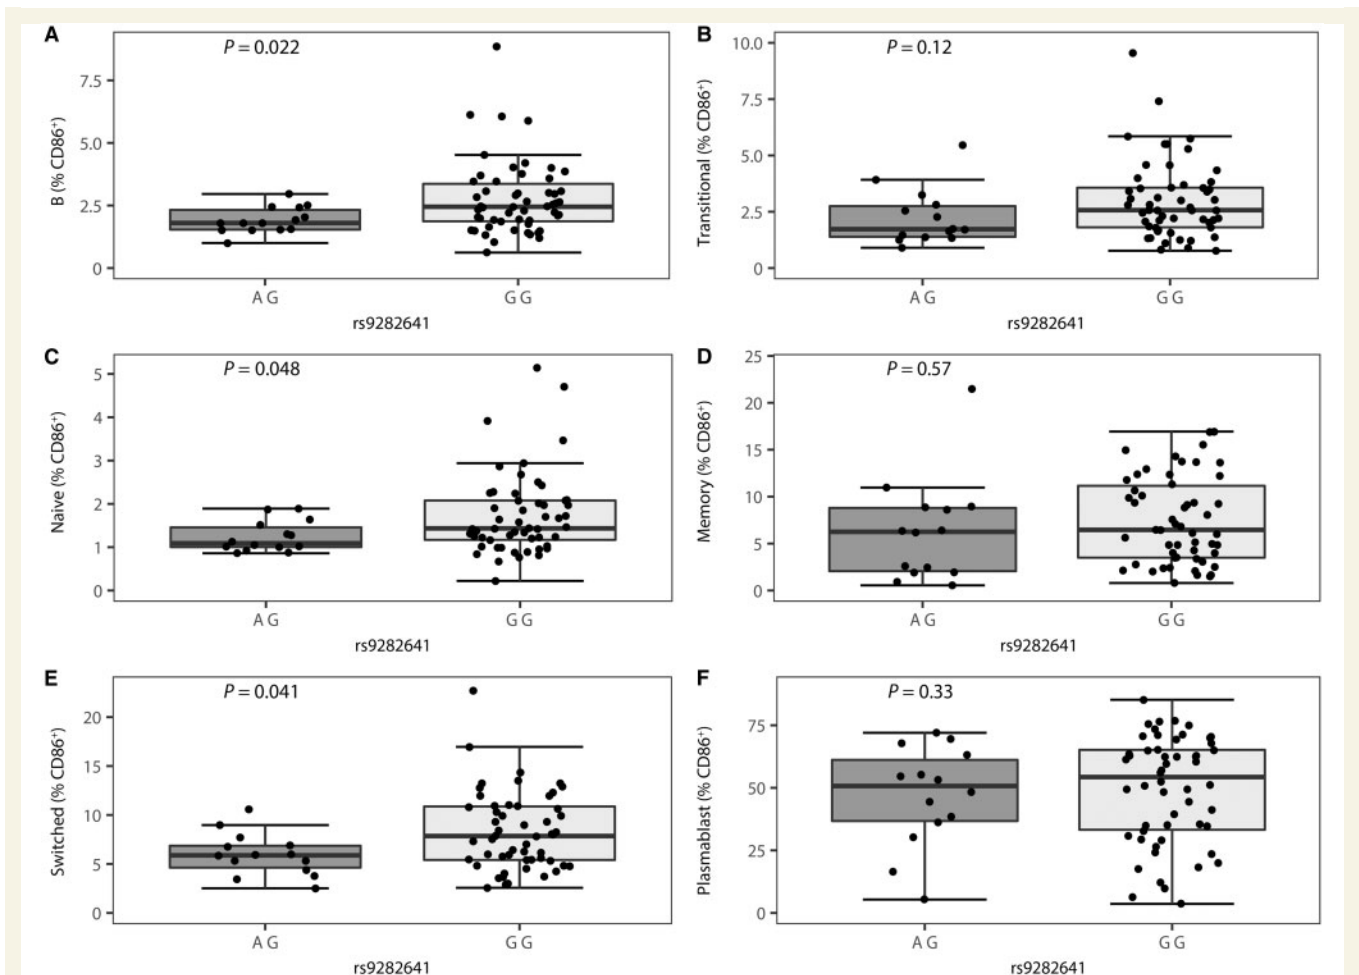 A
P = 0.022
B (% CD86⁺)
7.5
5.0
2.5
0
A G
G G
rs9282641
B
P = 0.12
Transitional (% CD86⁺)
10.0
7.5
5.0
2.5
0
A G
G G
rs9282641
C
P = 0.048
Naive (% CD86⁺)
5
4
3
2
1
0
A G
G G
rs9282641
D
P = 0.57
Memory (% CD86⁺)
25
20
15
10
5
0
A G
G G
rs9282641
E
P = 0.041
Switched (% CD86⁺)
20
15
10
5
0
A G
G G
rs9282641
F
P = 0.33
Plasmablast (% CD86⁺)
75
50
25
0
A G
G G
rs9282641